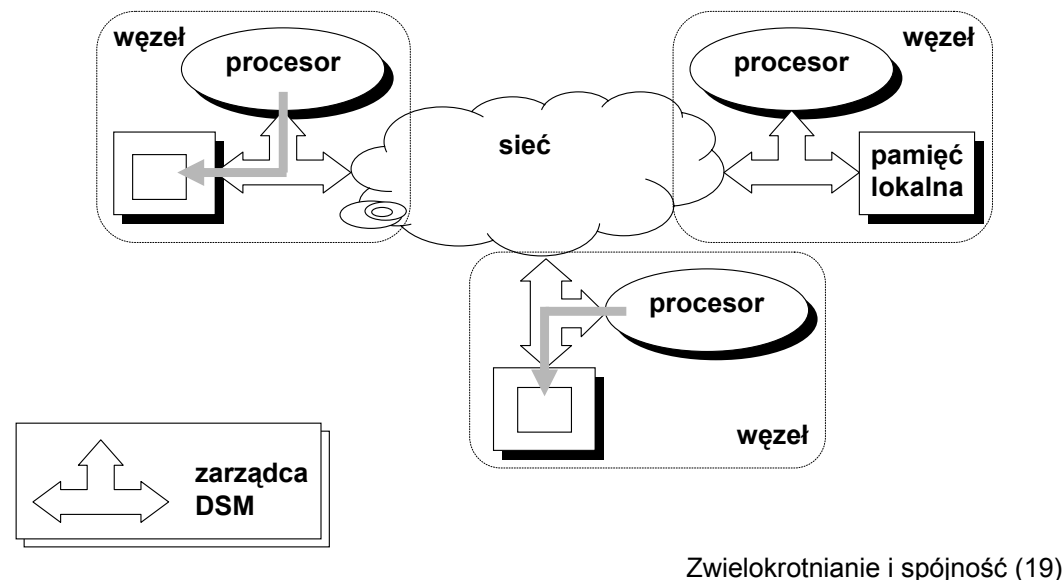 węzeł
procesor
węzeł
procesor
sieć
pamięć
lokalna
procesor
węzeł
zarządca
DSM
Zwielokrotnianie i spójność (19)